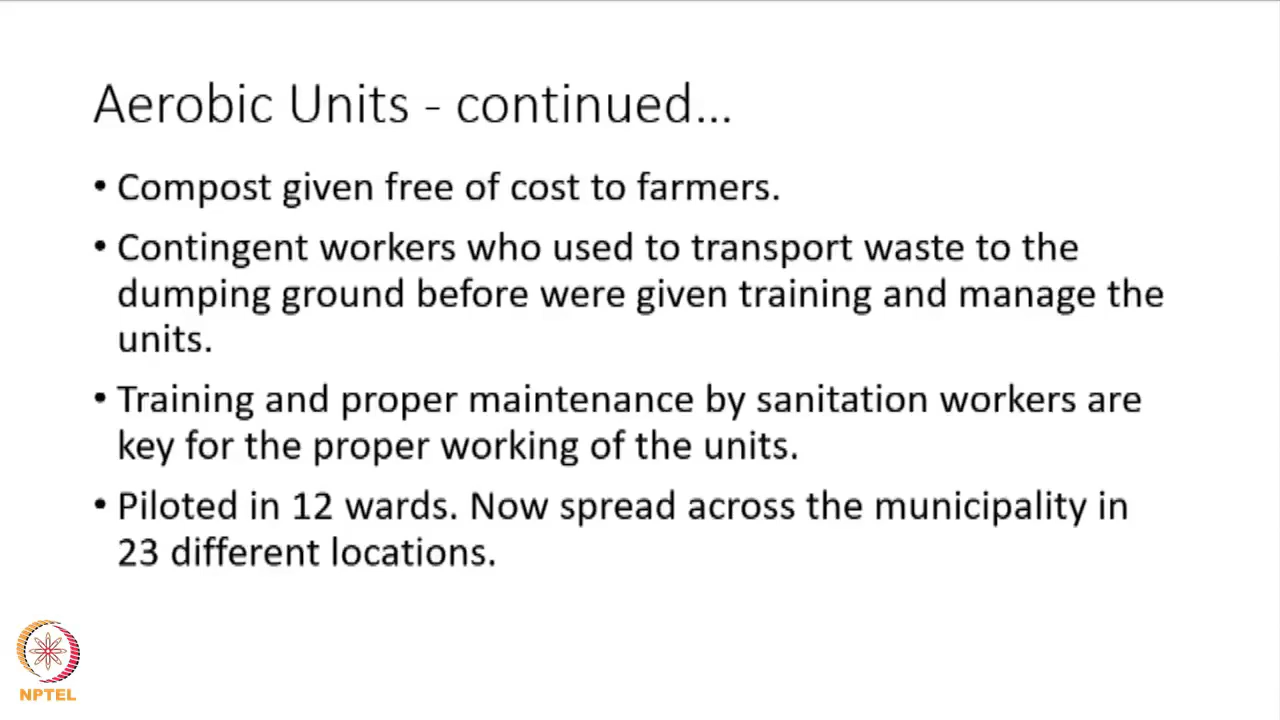 Aerobic Units - continued...
• Compost given free of cost to farmers.
• Contingent workers who used to transport waste to the
dumping ground before were given training and manage the
units.
• Training and proper maintenance by sanitation workers are
key for the proper working of the units.
• Piloted in 12 wards. Now spread across the municipality in
23 different locations.
NPTEL